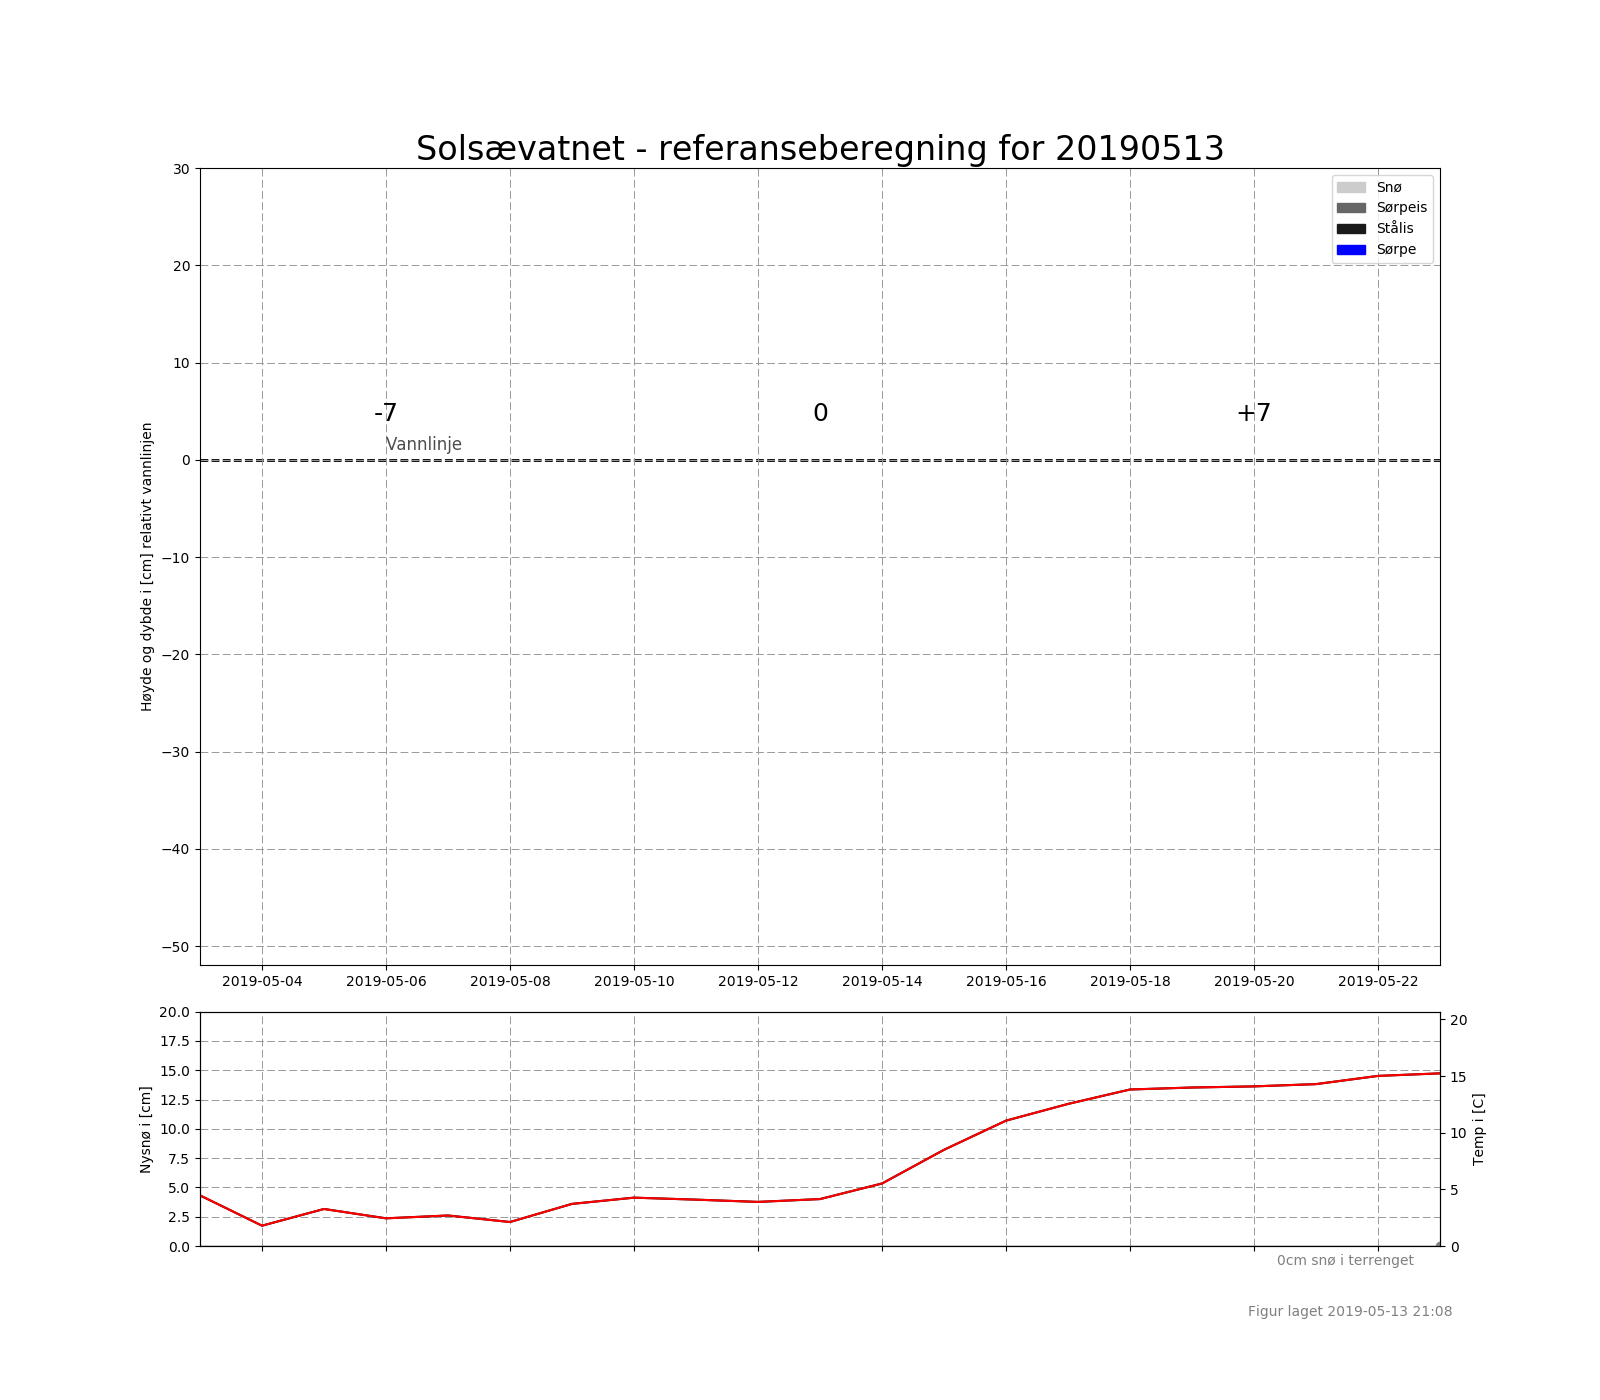 Solsævatnet - referanseberegning for 20190513
30
20
10
0
−10
−20
−30
−40
−50
Høyde og dybde i [cm] relativt vannlinjen
Snø
Sørpeis
Stålis
Sørpe
-7
0
+7
Vannlinje
2019-05-04 2019-05-06 2019-05-08 2019-05-10 2019-05-12 2019-05-14 2019-05-16 2019-05-18 2019-05-20 2019-05-22
20.0
17.5
15.0
12.5
10.0
7.5
5.0
2.5
0.0
Nysnø i [cm]
20
15
10
5
0
Temp i [C]
0cm snø i terrenget
Figur laget 2019-05-13 21:08